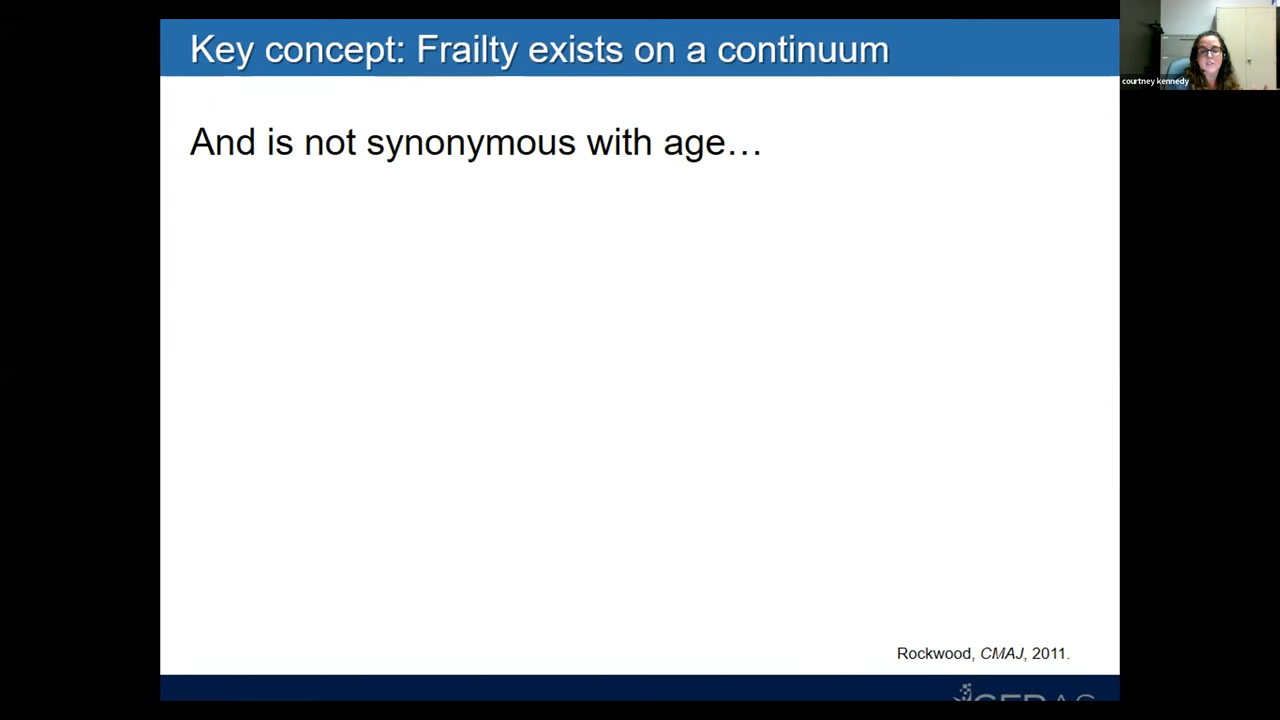 Key concept: Frailty exists on a continuum
courtney kennedy
And is not synonymous with age…
Rockwood, CMAJ, 2011.